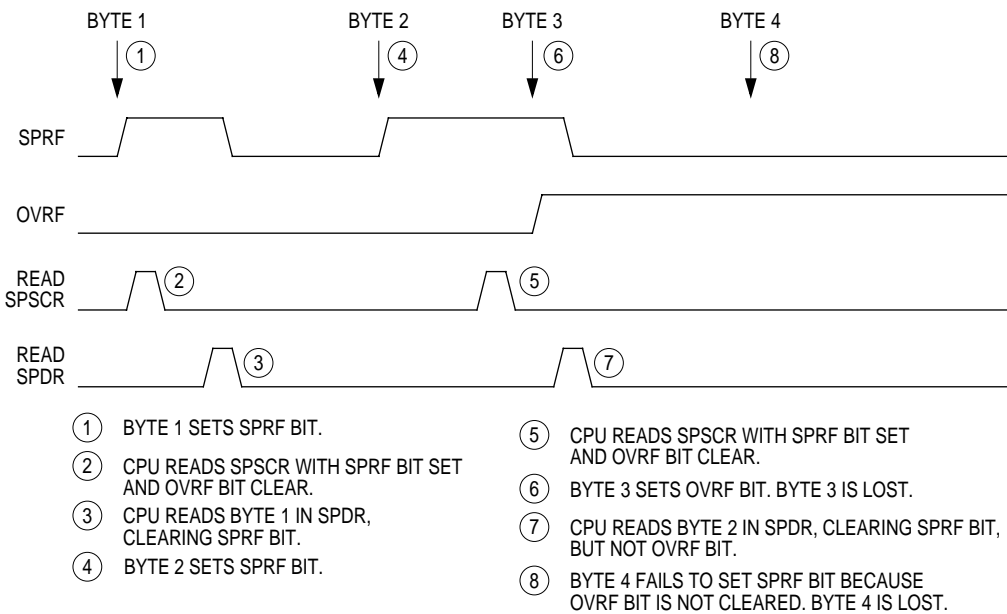 BYTE 1 BYTE 2 BYTE 3 BYTE 4
1 4 6 8
SPRF
OVRF
READ
SPSCR
2 5
READ
SPDR
3 7
1 BYTE 1 SETS SPRF BIT.
2 CPU READS SPSCR WITH SPRF BIT SET
AND OVRF BIT CLEAR.
3 CPU READS BYTE 1 IN SPDR,
CLEARING SPRF BIT.
4 BYTE 2 SETS SPRF BIT.
5 CPU READS SPSCR WITH SPRF BIT SET
AND OVRF BIT CLEAR.
6 BYTE 3 SETS OVRF BIT. BYTE 3 IS LOST.
7 CPU READS BYTE 2 IN SPDR, CLEARING SPRF BIT,
BUT NOT OVRF BIT.
8 BYTE 4 FAILS TO SET SPRF BIT BECAUSE
OVRF BIT IS NOT CLEARED. BYTE 4 IS LOST.